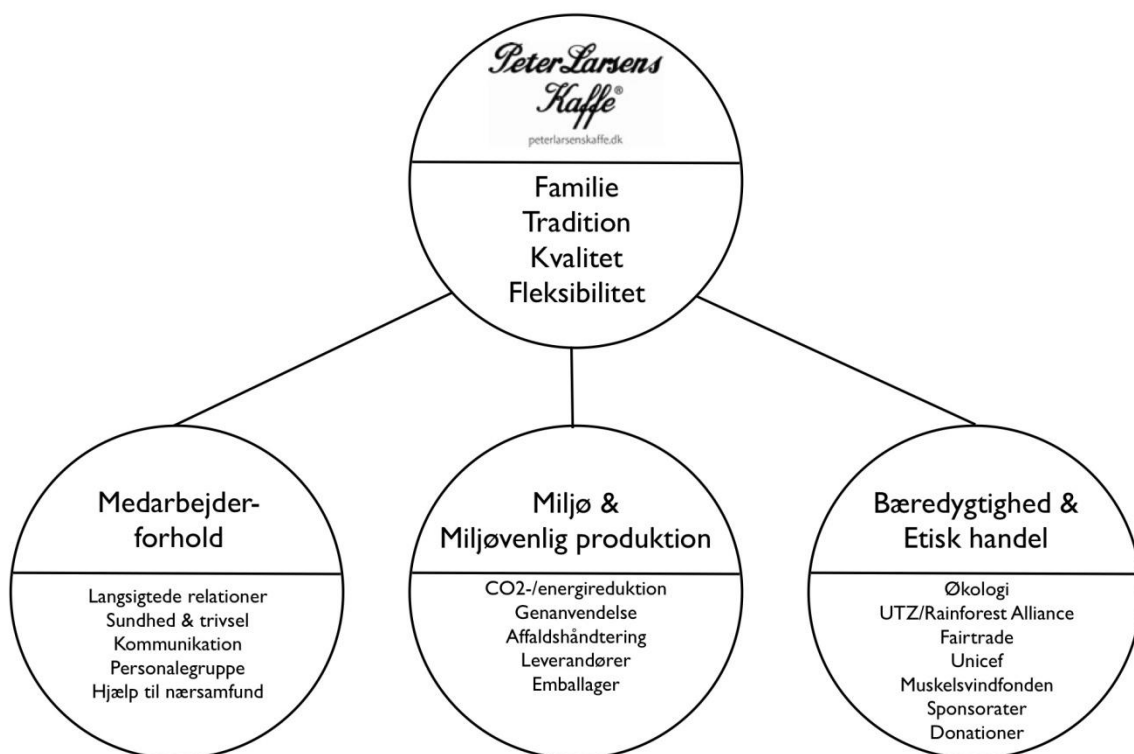 Peter Larsens
Kaffe®
peterlarsenskaffe.dk
Familie
Tradition
Kvalitet
Fleksibilitet
Medarbejder-
forhold
Langsigtede relationer
Sundhed & trivsel
Kommunikation
Personalegruppe
Hjælp til nærsamfund
Miljø &
Miljøvenlig produktion
CO2-/energireduktion
Genanvendelse
Affaldshåndtering
Leverandører
Emballager
Bæredygtighed &
Etisk handel
Økologi
UTZ/Rainforest Alliance
Fairtrade
Unicef
Muskelsvindfonden
Sponsorater
Donationer